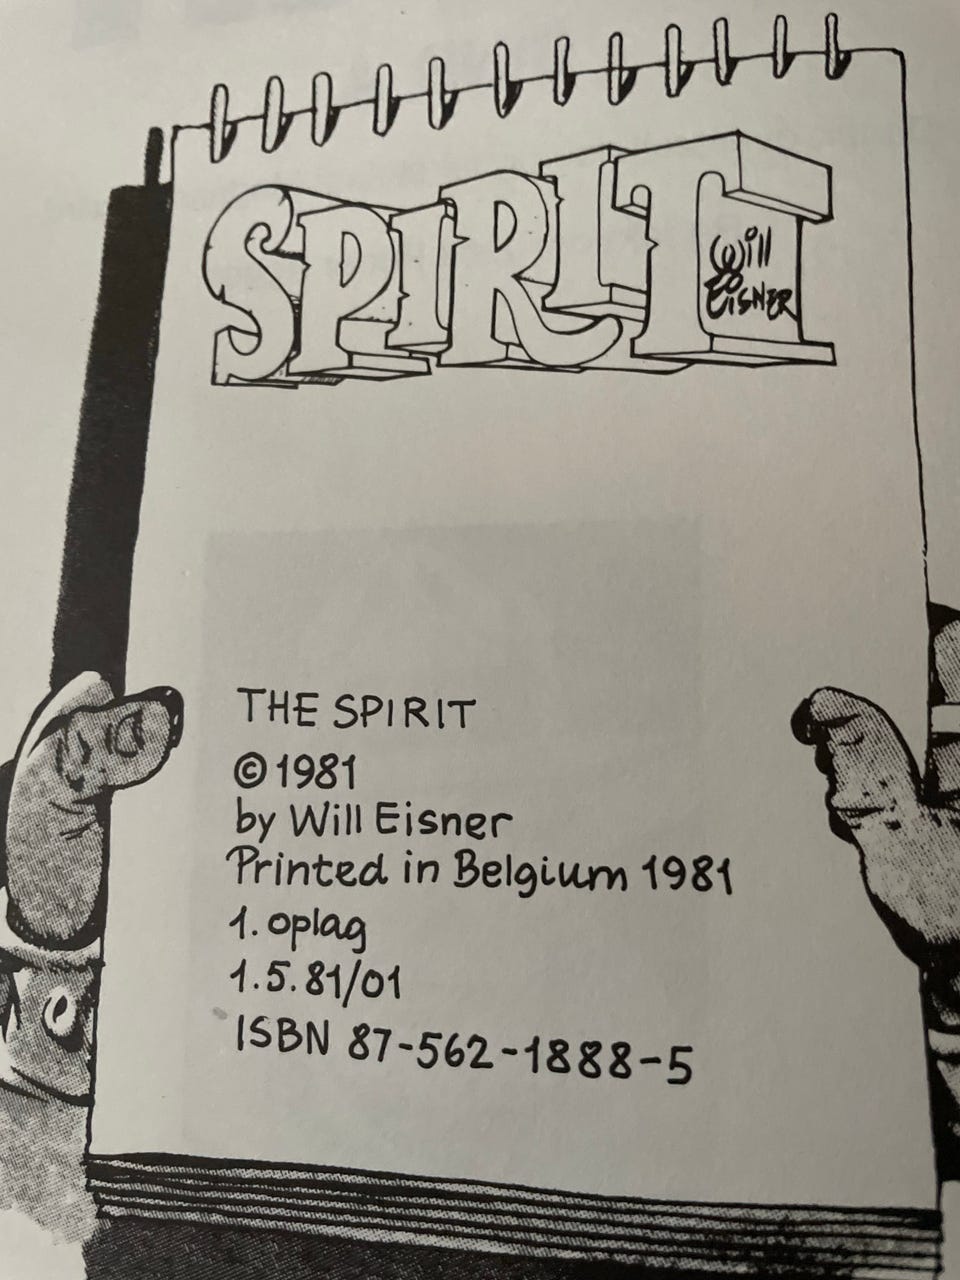 SPIRIT
Will
EISNER
THE SPIRIT
© 1981
by Will Eisner
Printed in Belgium 1981
1. oplag
1.5.81/01
ISBN 87-562-1888-5